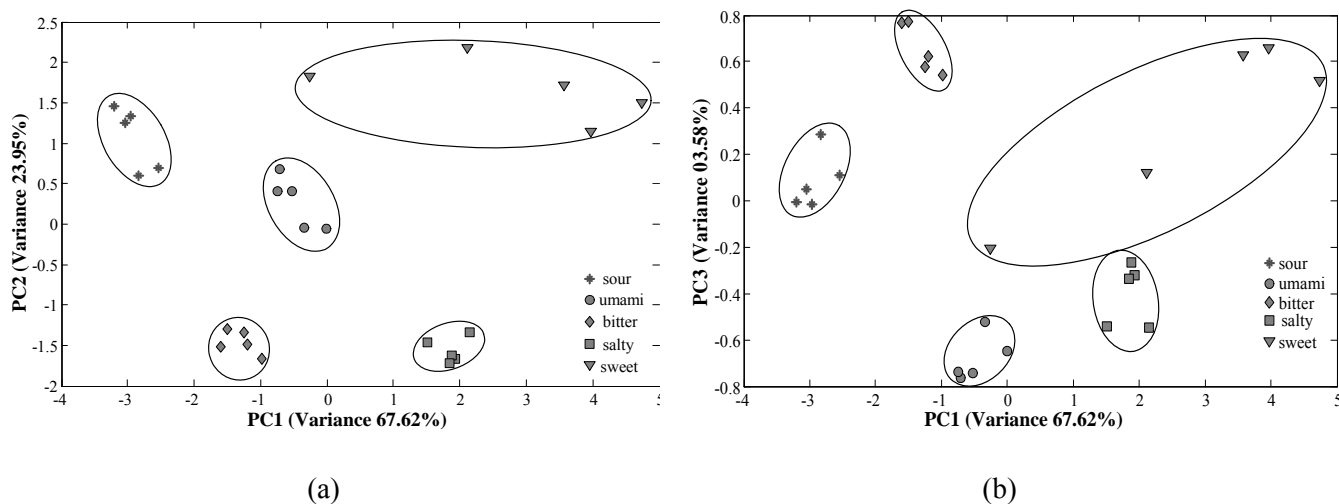 2.5
2
1.5
1
0.5
0
-0.5
-1
-1.5
-2
PC2 (Variance 23.95%)
sour
umami
bitter
salty
sweet
-4 -3 -2 -1 0 1 2 3 4 5
PC1 (Variance 67.62%)
(a)
0.8
0.6
0.4
0.2
0
-0.2
-0.4
-0.6
-0.8
PC3 (Variance 03.58%)
sour
umami
bitter
salty
sweet
-4 -3 -2 -1 0 1 2 3 4 5
PC1 (Variance 67.62%)
(b)